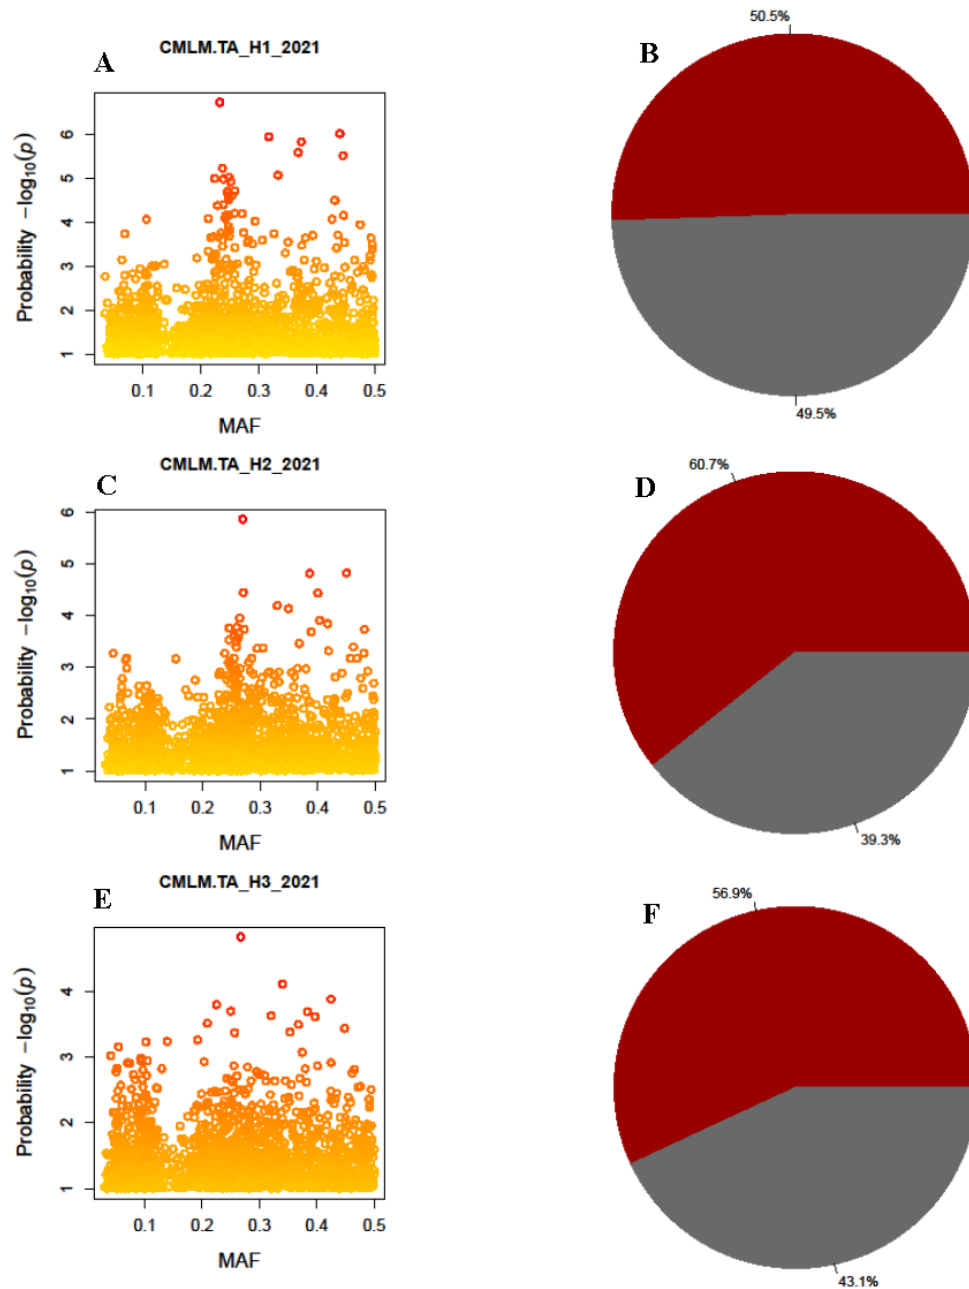 CMLM.TA_H1_2021
A
Probability −log10(p)
6
5
4
3
2
1
0.1 0.2 0.3 0.4 0.5
MAF
50.5%
B
49.5%
CMLM.TA_H2_2021
C
Probability −log10(p)
6
5
4
3
2
1
0.1 0.2 0.3 0.4 0.5
MAF
60.7%
D
39.3%
CMLM.TA_H3_2021
E
Probability −log10(p)
4
3
2
1
0.1 0.2 0.3 0.4 0.5
MAF
56.9%
F
43.1%